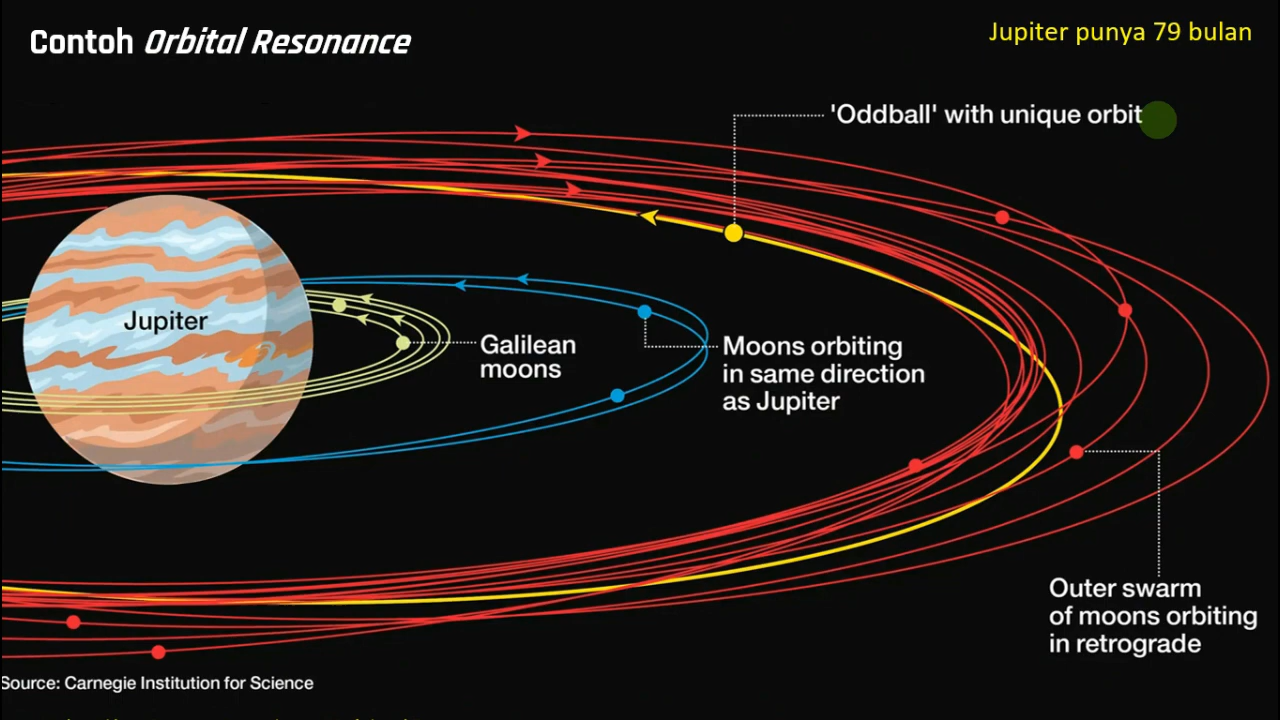 Contoh Orbital Resonance
Jupiter punya 79 bulan
'Oddball' with unique orbit
Jupiter
Galilean
moons
Moons orbiting
in same direction
as Jupiter
Outer swarm
of moons orbiting
in retrograde
Source: Carnegie Institution for Science